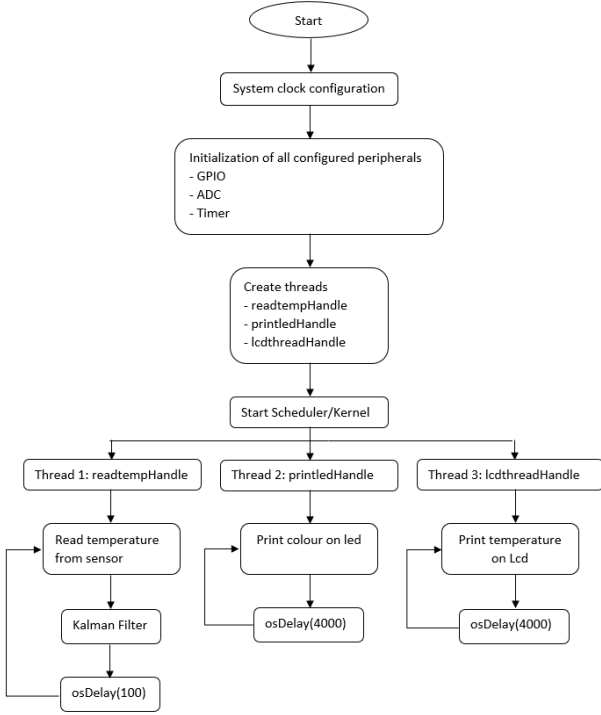 Start
System clock configuration
Initialization of all configured peripherals
- GPIO
- ADC
- Timer
Create threads
- readtempHandle
- printledHandle
- lcdthreadHandle
Start Scheduler/Kernel
Thread 1: readtempHandle
Thread 2: printledHandle
Thread 3: lcdthreadHandle
Read temperature
from sensor
Print colour on led
Print temperature
on Lcd
Kalman Filter
osDelay(4000)
osDelay(4000)
osDelay(100)